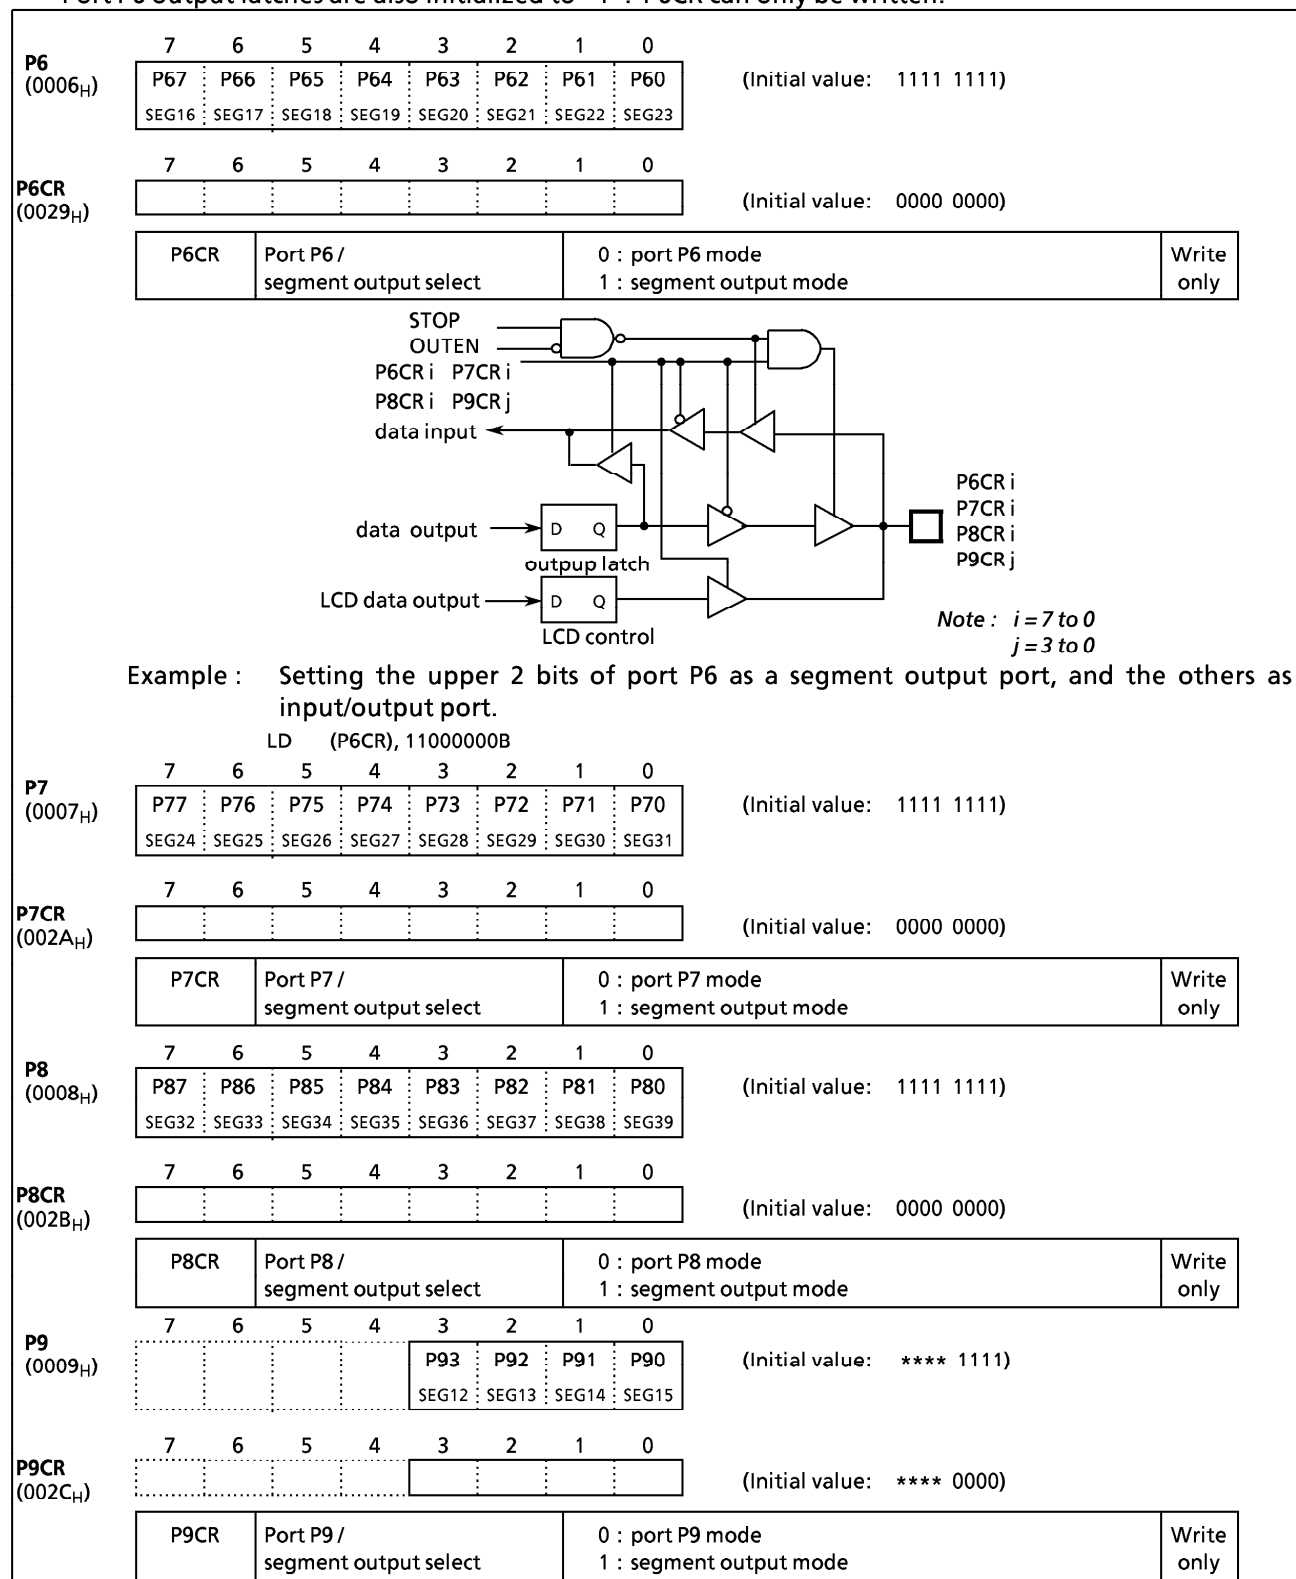 Port P8 output latches are also initialized to "1". P8CR can only be written.
7 6 5 4 3 2 1 0
P6
(0006H)
P67 P66 P65 P64 P63 P62 P61 P60
SEG16 SEG17 SEG18 SEG19 SEG20 SEG21 SEG22 SEG23
(Initial value: 1111 1111)
7 6 5 4 3 2 1 0
P6CR
(0029H)
(Initial value: 0000 0000)
P6CR Port P6 / 0 : port P6 mode Write
segment output select 1 : segment output mode only
STOP
OUTEN
P6CR i P7CR i
P8CR i P9CR j
data input
P6CR i
P7CR i
P8CR i
P9CR j
data output
D Q
outpup latch
LCD data output
D Q
LCD control
Note : i = 7 to 0
j = 3 to 0
Example : Setting the upper 2 bits of port P6 as a segment output port, and the others as
input/output port.
LD (P6CR), 11000000B
7 6 5 4 3 2 1 0
P7
(0007H)
P77 P76 P75 P74 P73 P72 P71 P70
SEG24 SEG25 SEG26 SEG27 SEG28 SEG29 SEG30 SEG31
(Initial value: 1111 1111)
7 6 5 4 3 2 1 0
P7CR
(002AH)
(Initial value: 0000 0000)
P7CR Port P7 / 0 : port P7 mode Write
segment output select 1 : segment output mode only
7 6 5 4 3 2 1 0
P8
(0008H)
P87 P86 P85 P84 P83 P82 P81 P80
SEG32 SEG33 SEG34 SEG35 SEG36 SEG37 SEG38 SEG39
(Initial value: 1111 1111)
7 6 5 4 3 2 1 0
P8CR
(002BH)
(Initial value: 0000 0000)
P8CR Port P8 / 0 : port P8 mode Write
segment output select 1 : segment output mode only
7 6 5 4 3 2 1 0
P9
(0009H)
P93 P92 P91 P90
SEG12 SEG13 SEG14 SEG15
(Initial value: **** 1111)
7 6 5 4 3 2 1 0
P9CR
(002CH)
(Initial value: **** 0000)
P9CR Port P9 / 0 : port P9 mode Write
segment output select 1 : segment output mode only